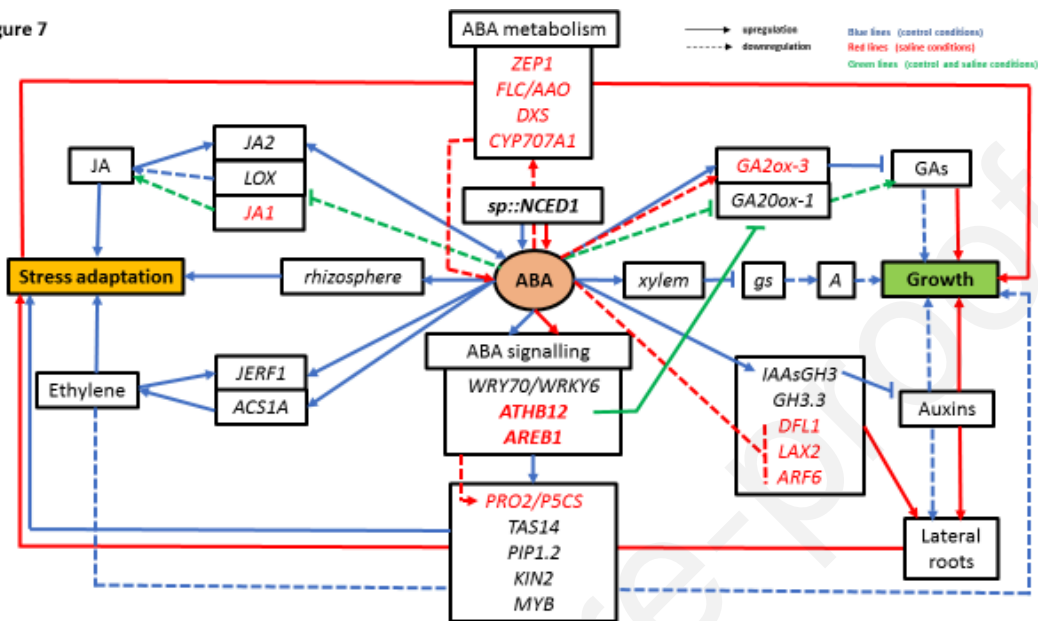 gure 7
ABA metabolism
ZEP1
FLC/AAO
DXS
CYP707A1
upregulation
downregulation
Blue lines (control conditions)
Red lines (saline conditions)
Green lines (control and saline conditions)
JA
JA2
LOX
JA1
sp::NCED1
GA2ox-3
GA20ox-1
GAs
Stress adaptation
rhizosphere
ABA
xylem
gs
A
Growth
Ethylene
JERF1
ACS1A
ABA signalling
WRY70/WRKY6
ATHB12
AREB1
IAAsGH3
GH3.3
DFL1
LAX2
ARF6
Auxins
PRO2/P5CS
TAS14
PIP1.2
KIN2
MYB
Lateral
roots